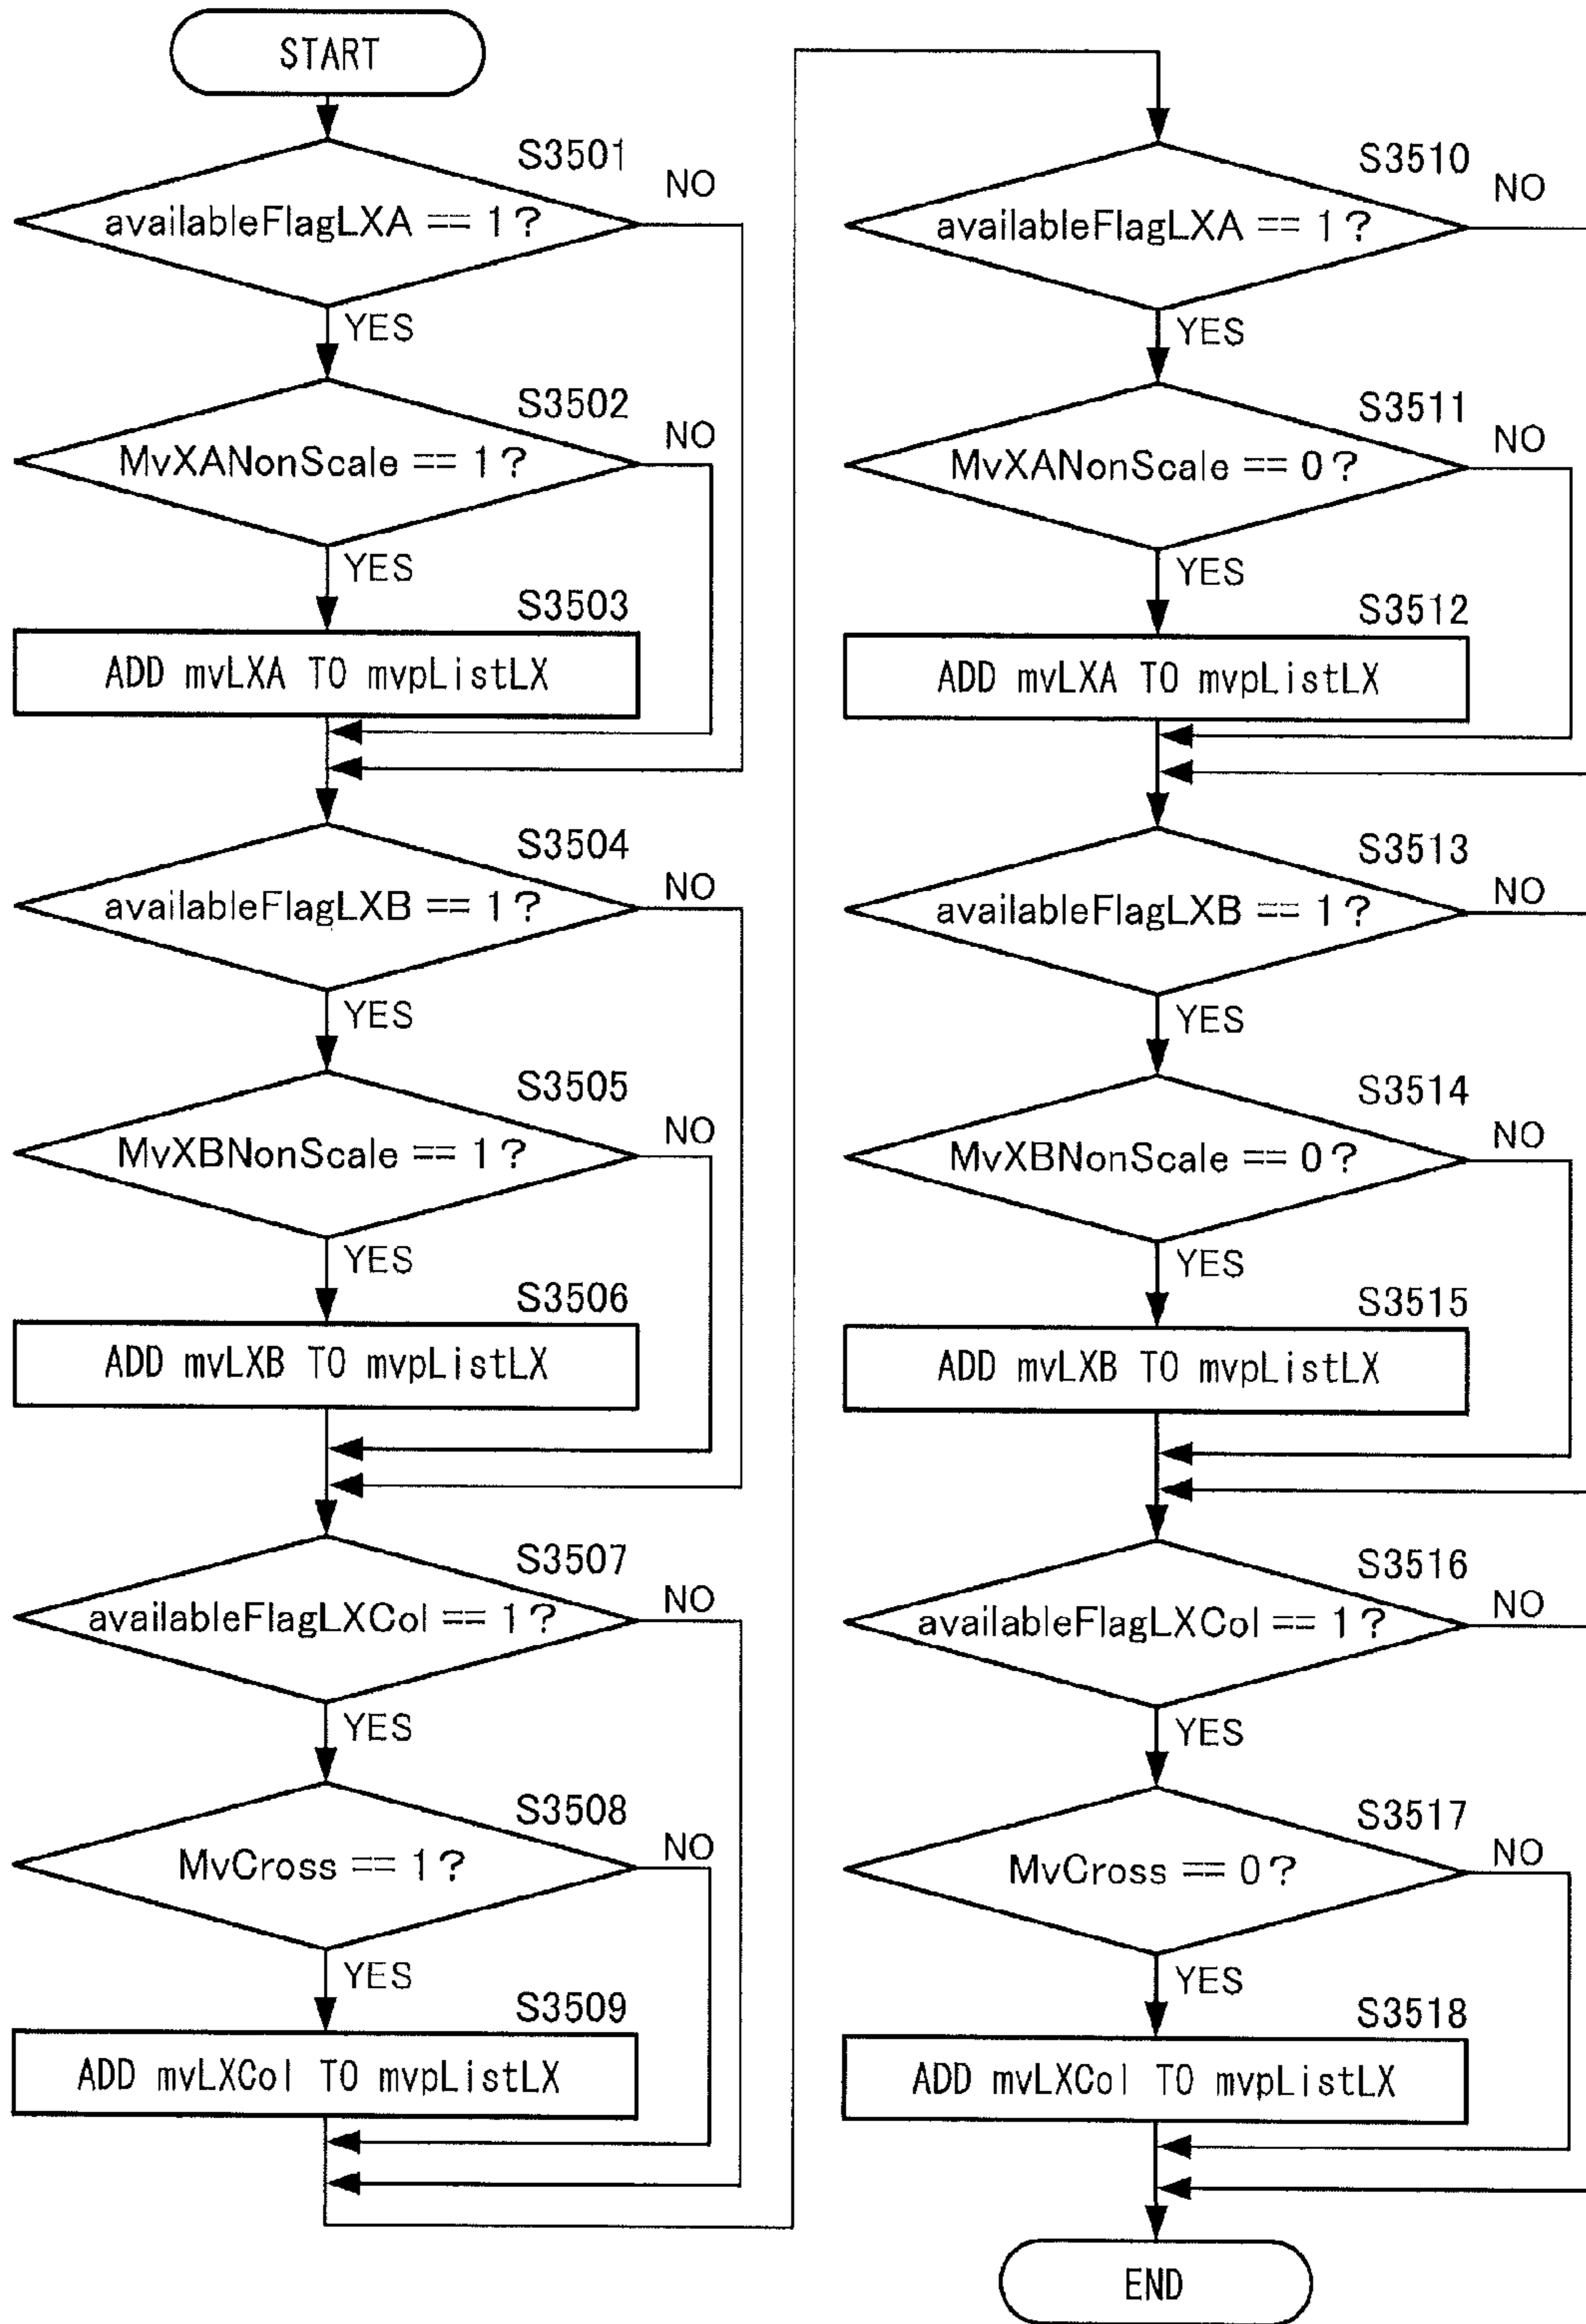 START
S3501
availableFlagLXA == 1?
NO
YES
S3502
MvXANonScale == 1?
NO
YES
S3503
ADD mvLXA TO mvpListLX
S3504
availableFlagLXB == 1?
NO
YES
S3505
MvXBNonScale == 1?
NO
YES
S3506
ADD mvLXB TO mvpListLX
S3507
availableFlagLXCol == 1?
NO
YES
S3508
MvCross == 1?
NO
YES
S3509
ADD mvLXCol TO mvpListLX
S3510
availableFlagLXA == 1?
NO
YES
S3511
MvXANonScale == 0?
NO
YES
S3512
ADD mvLXA TO mvpListLX
S3513
availableFlagLXB == 1?
NO
YES
S3514
MvXBNonScale == 0?
NO
YES
S3515
ADD mvLXB TO mvpListLX
S3516
availableFlagLXCol == 1?
NO
YES
S3517
MvCross == 0?
NO
YES
S3518
ADD mvLXCol TO mvpListLX
END